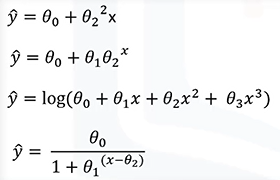 ŷ = θ₀ + θ₂²x
ŷ = θ₀ + θ₁θ₂ˣ
ŷ = log(θ₀ + θ₁x + θ₂x² + θ₃x³)
ŷ = θ₀ / (1 + θ₁^(x−θ₂))